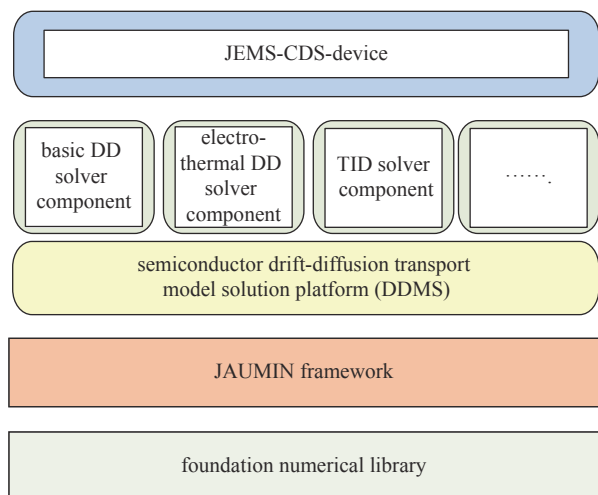 JEMS-CDS-device
basic DD
solver
component
electro-
thermal DD
solver
component
TID solver
component
…….
semiconductor drift-diffusion transport
model solution platform (DDMS)
JAUMIN framework
foundation numerical library